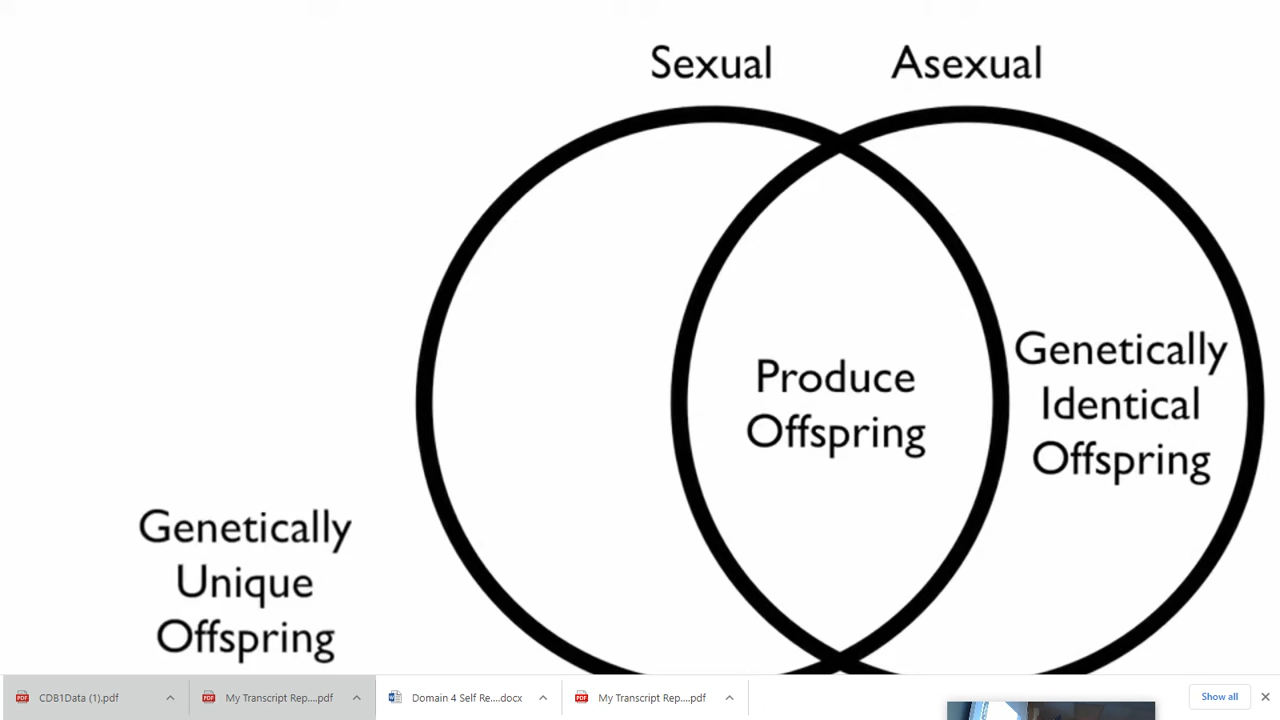 Sexual
Asexual
Produce
Offspring
Genetically
Identical
Offspring
Genetically
Unique
Offspring
CDB1Data (1).pdf
My Transcript Rep....pdf
Domain 4 Self Re....docx
My Transcript Rep....pdf
Show all